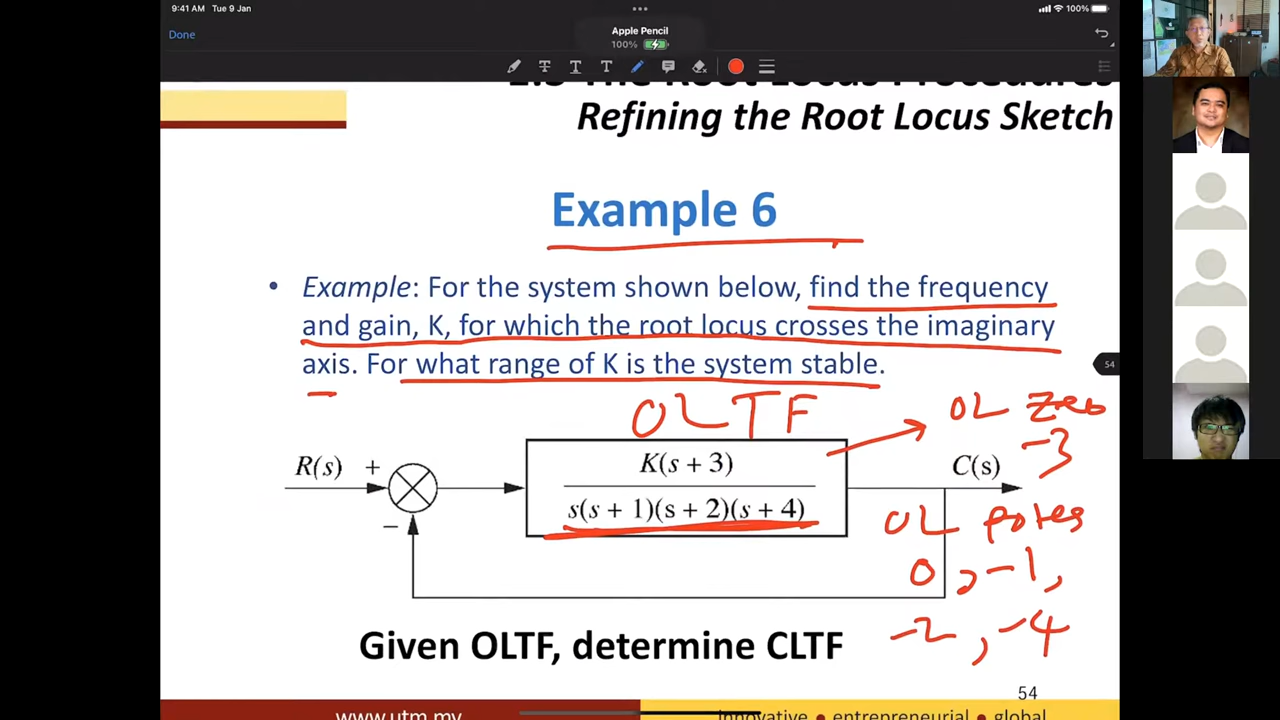 9:41 AM Tue 9 Jan
100%
Done
Apple Pencil
100%
Refining the Root Locus Sketch
Example 6
• Example: For the system shown below, find the frequency
and gain, K, for which the root locus crosses the imaginary
axis. For what range of K is the system stable.
54
OLTF
OL zero
-3
R(s) +
K(s + 3)
s(s + 1)(s + 2)(s + 4)
C(s)
−
OL poles
0, -1,
-2, -4
Given OLTF, determine CLTF
54
www.utm.my
innovative • entrepreneurial • global